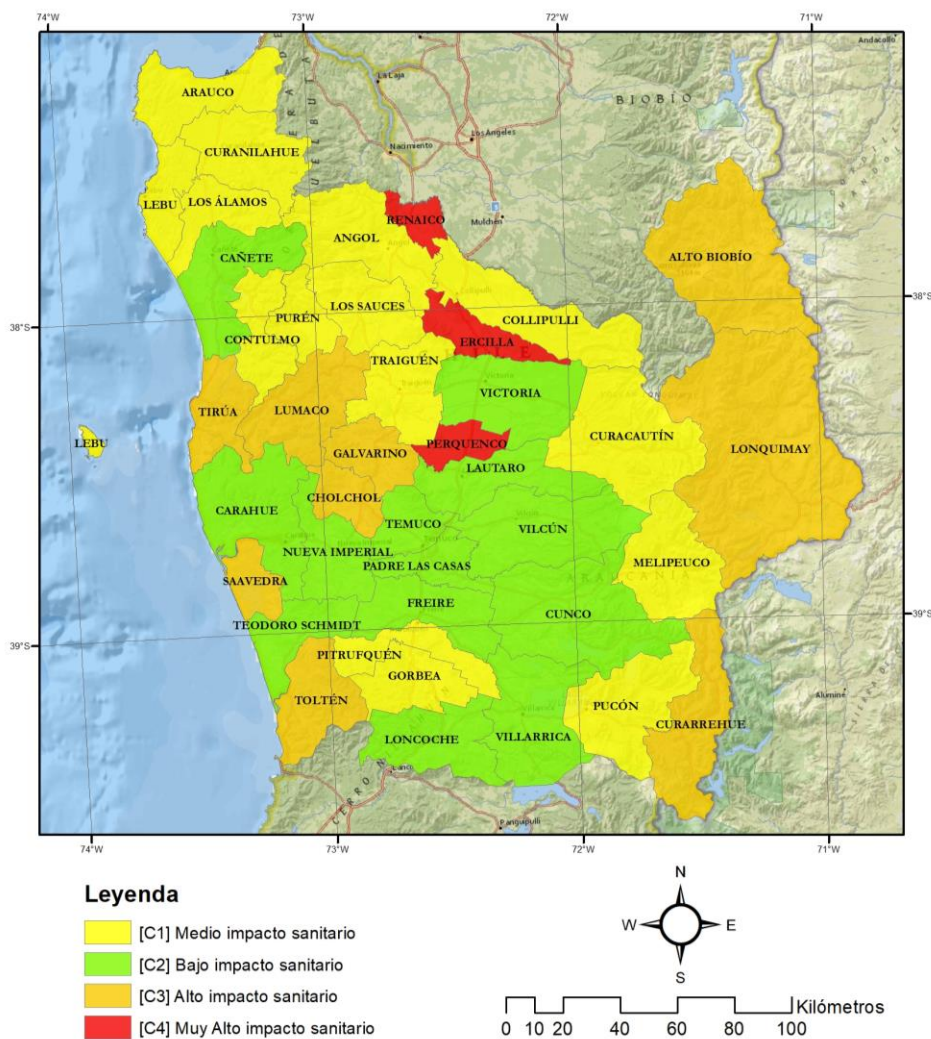 74°W 73°W 72°W 71°W
Andacollo
La Laja
ARAUCO
BIOBÍO
Los Ángeles
CURANILAHUE
Nacimiento
LEBU LOS ÁLAMOS
RENAICO
Mulchén
ANGOL
CAÑETE
ALTO BIOBÍO
38°S 38°S
LOS SAUCES
PURÉN
COLLIPULLI
CONTULMO
ERCILLA
TRAIGUÉN
VICTORIA
TIRÚA LUMACO
CURACAUTÍN
LEBU
PERQUENCO
LONQUIMAY
GALVARINO
LAUTARO
CHOLCHOL
CARAHUE
TEMUCO
VILCÚN
NUEVA IMPERIAL
PADRE LAS CASAS
MELIPEUCO
SAAVEDRA
FREIRE
CUNCO
TEODORO SCHMIDT
39°S 39°S
PITRUFQUÉN
GORBEA
TOLTÉN
PUCÓN
CURARREHUE
LONCOCHE VILLARRICA
Panguipulli
74°W 73°W 72°W 71°W
Leyenda
[C1] Medio impacto sanitario
[C2] Bajo impacto sanitario
[C3] Alto impacto sanitario
[C4] Muy Alto impacto sanitario
N
W E
S
Kilómetros
0 10 20 40 60 80 100